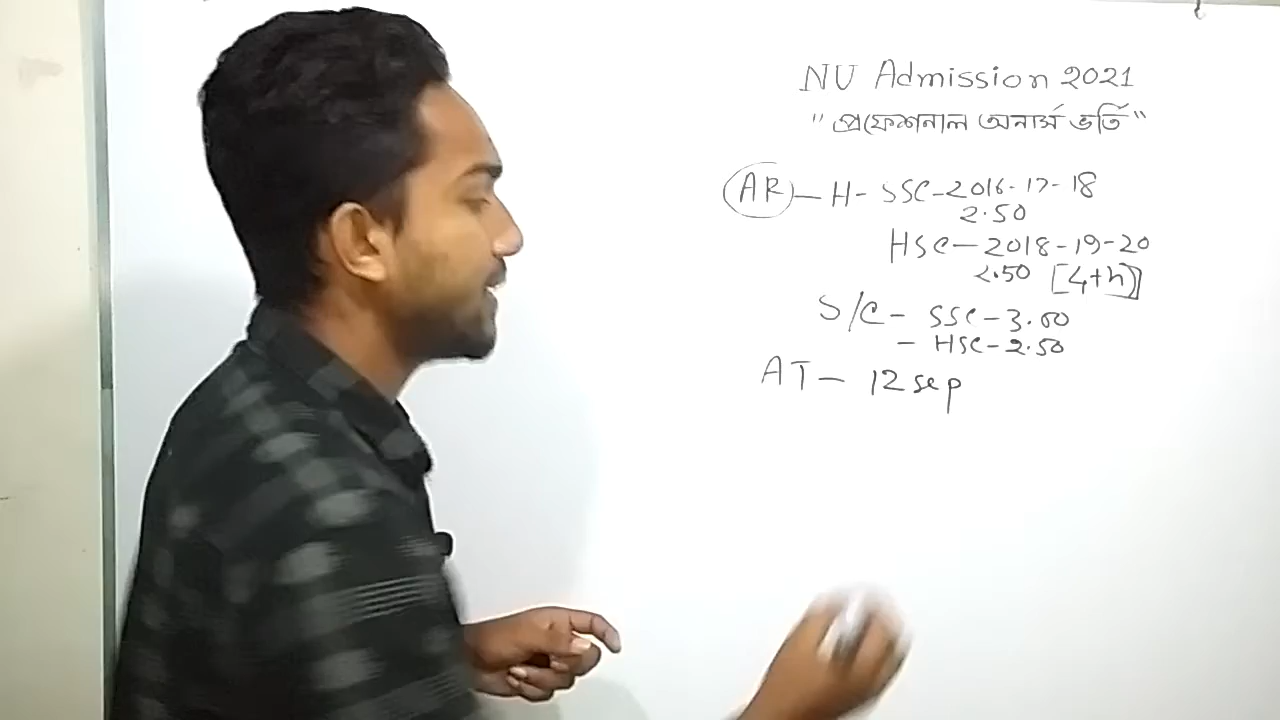 NU Admission 2021
"প্রফেশনাল অনার্স ভর্তি"
AR - H - SSC - 2016-17-18
2.50
HSC - 2018-19-20
2.50 [4+h]
S/C - SSC - 3.00
- HSC - 2.50
AT - 12 sep